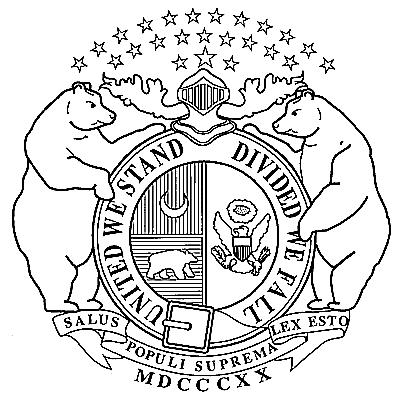 UNITED WE STAND DIVIDED WE FALL
SALUS POPULI SUPREMA LEX ESTO
MDCCCXX